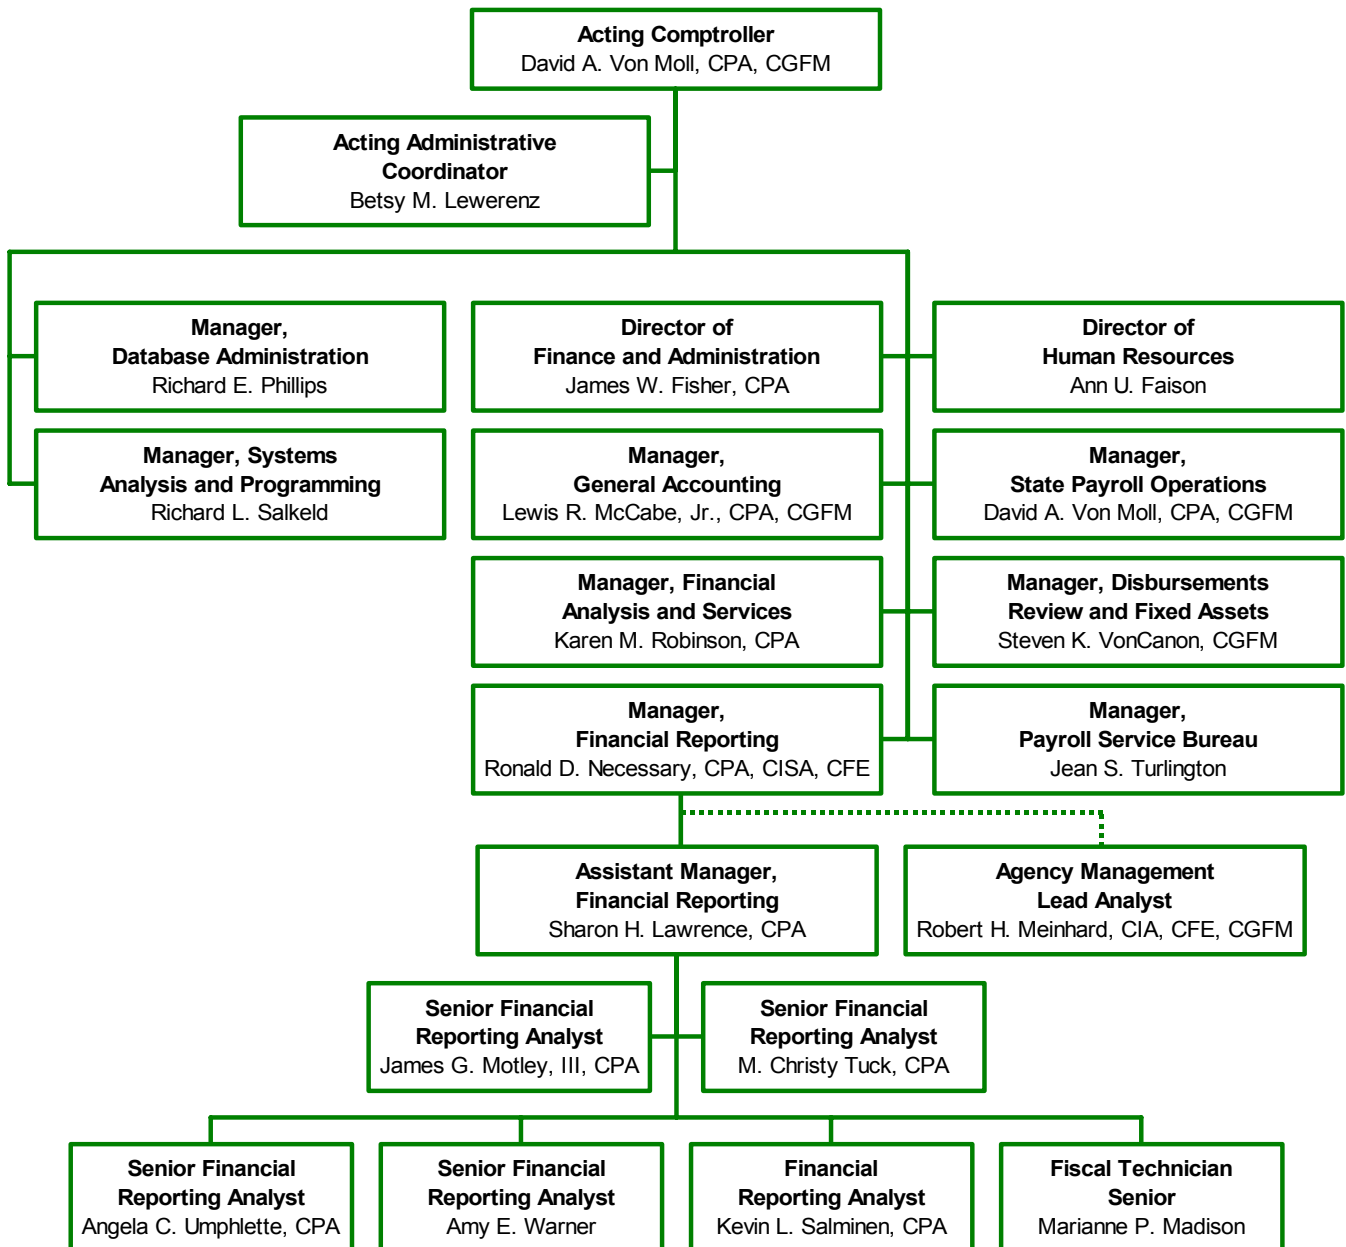 Acting Comptroller
David A. Von Moll, CPA, CGFM
Acting Administrative
Coordinator
Betsy M. Lewerenz
Manager,
Database Administration
Richard E. Phillips
Director of
Finance and Administration
James W. Fisher, CPA
Director of
Human Resources
Ann U. Faison
Manager, Systems
Analysis and Programming
Richard L. Salkeld
Manager,
General Accounting
Lewis R. McCabe, Jr., CPA, CGFM
Manager,
State Payroll Operations
David A. Von Moll, CPA, CGFM
Manager, Financial
Analysis and Services
Karen M. Robinson, CPA
Manager, Disbursements
Review and Fixed Assets
Steven K. VonCanon, CGFM
Manager,
Financial Reporting
Ronald D. Necessary, CPA, CISA, CFE
Manager,
Payroll Service Bureau
Jean S. Turlington
Assistant Manager,
Financial Reporting
Sharon H. Lawrence, CPA
Agency Management
Lead Analyst
Robert H. Meinhard, CIA, CFE, CGFM
Senior Financial
Reporting Analyst
James G. Motley, III, CPA
Senior Financial
Reporting Analyst
M. Christy Tuck, CPA
Senior Financial
Reporting Analyst
Angela C. Umphlette, CPA
Senior Financial
Reporting Analyst
Amy E. Warner
Financial
Reporting Analyst
Kevin L. Salminen, CPA
Fiscal Technician
Senior
Marianne P. Madison